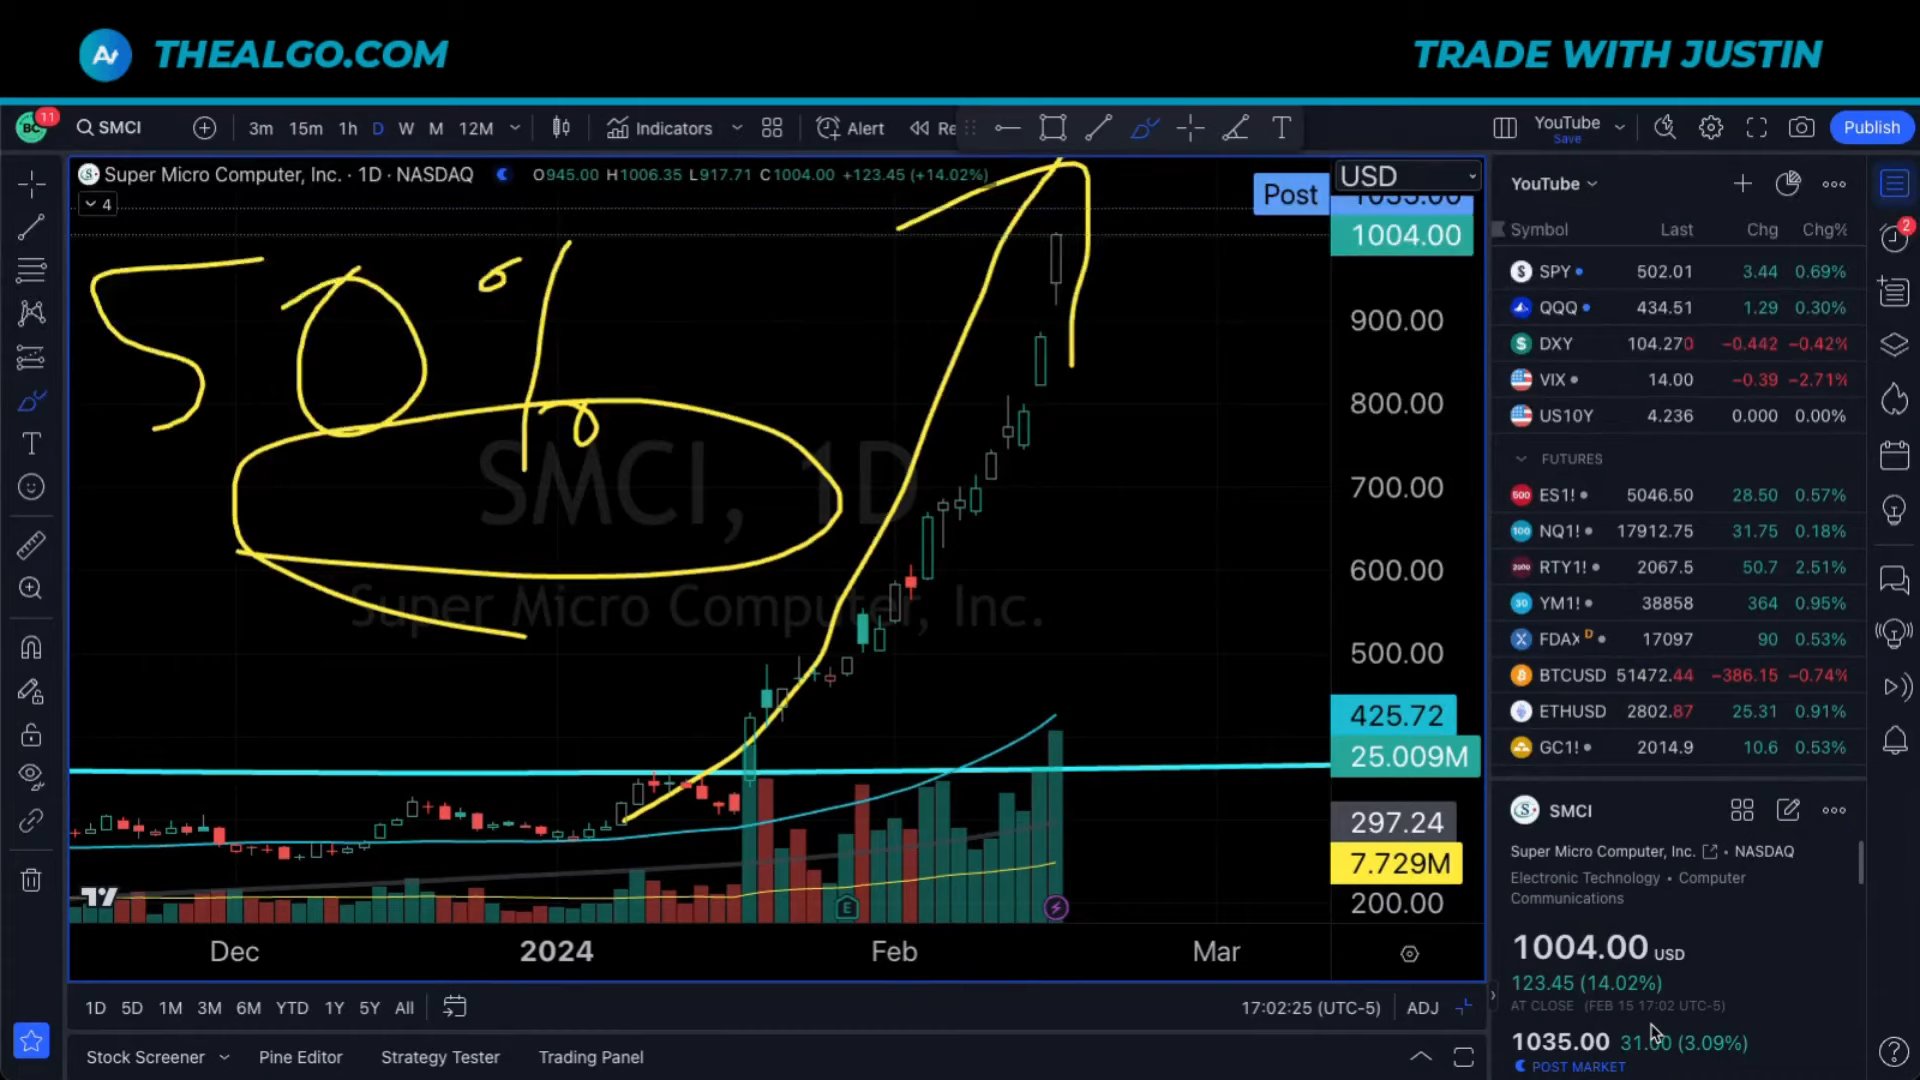 THEALGO.COM
TRADE WITH JUSTIN
BC 11 SMCI 3m 15m 1h D W M 12M Indicators Alert Re T YouTube Save Publish
Super Micro Computer, Inc. · 1D · NASDAQ O945.00 H1006.35 L917.71 C1004.00 +123.45 (+14.02%)
4
50%
SMCI, 1D
Super Micro Computer, Inc.
USD
Post 1035.00
1004.00
900.00
800.00
700.00
600.00
500.00
425.72
25.009M
297.24
7.729M
200.00
E
Dec 2024 Feb Mar
1D 5D 1M 3M 6M YTD 1Y 5Y All 17:02:25 (UTC-5) ADJ
Stock Screener Pine Editor Strategy Tester Trading Panel
YouTube
Symbol Last Chg Chg%
SPY 502.01 3.44 0.69%
QQQ 434.51 1.29 0.30%
DXY 104.270 −0.442 −0.42%
VIX 14.00 −0.39 −2.71%
US10Y 4.236 0.000 0.00%
FUTURES
500 ES1! 5046.50 28.50 0.57%
100 NQ1! 17912.75 31.75 0.18%
2000 RTY1! 2067.5 50.7 2.51%
30 YM1! 38858 364 0.95%
FDAX D 17097 90 0.53%
BTCUSD 51472.44 −386.15 −0.74%
ETHUSD 2802.87 25.31 0.91%
GC1! 2014.9 10.6 0.53%
SMCI
Super Micro Computer, Inc. • NASDAQ
Electronic Technology • Computer
Communications
1004.00 USD
123.45 (14.02%)
AT CLOSE (FEB 15 17:02 UTC-5)
1035.00 31.00 (3.09%)
POST MARKET
2